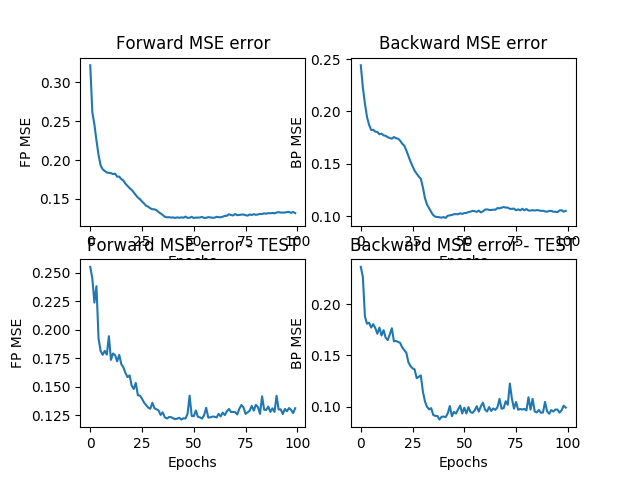 Forward MSE error
Backward MSE error
FP MSE
0.30
0.25
0.20
0.15
0 25 50 75 100
Epochs
BP MSE
0.25
0.20
0.15
0.10
0 25 50 75 100
Epochs
Forward MSE error - TEST
Backward MSE error - TEST
FP MSE
0.250
0.225
0.200
0.175
0.150
0.125
0 25 50 75 100
Epochs
BP MSE
0.20
0.15
0.10
0 25 50 75 100
Epochs